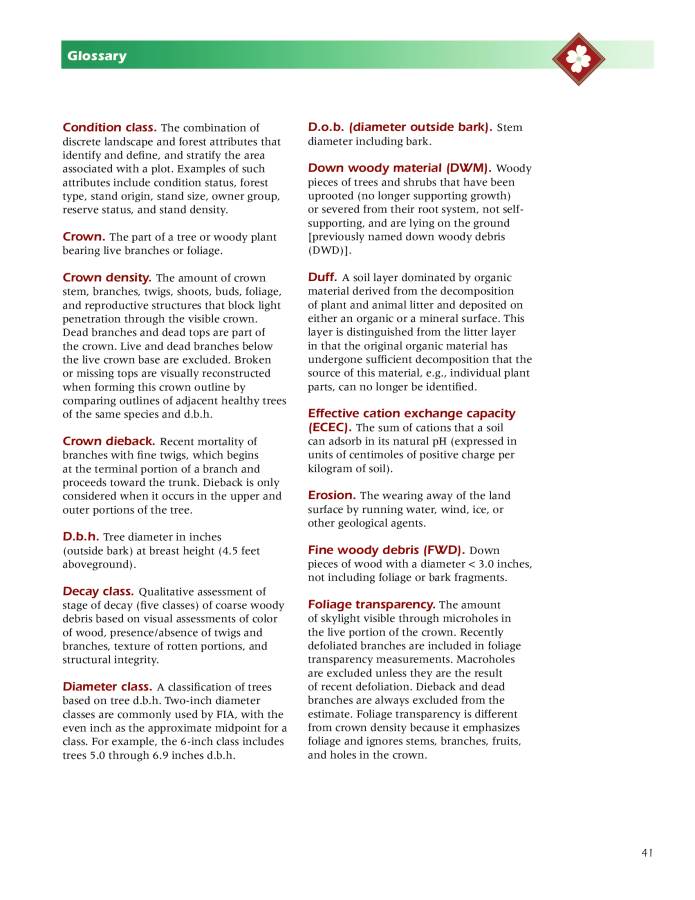 Glossary
Condition class. The combination of
discrete landscape and forest attributes that
identify and define, and stratify the area
associated with a plot. Examples of such
attributes include condition status, forest
type, stand origin, stand size, owner group,
reserve status, and stand density.
Crown. The part of a tree or woody plant
bearing live branches or foliage.
Crown density. The amount of crown
stem, branches, twigs, shoots, buds, foliage,
and reproductive structures that block light
penetration through the visible crown.
Dead branches and dead tops are part of
the crown. Live and dead branches below
the live crown base are excluded. Broken
or missing tops are visually reconstructed
when forming this crown outline by
comparing outlines of adjacent healthy trees
of the same species and d.b.h.
Crown dieback. Recent mortality of
branches with fine twigs, which begins
at the terminal portion of a branch and
proceeds toward the trunk. Dieback is only
considered when it occurs in the upper and
outer portions of the tree.
D.b.h. Tree diameter in inches
(outside bark) at breast height (4.5 feet
aboveground).
Decay class. Qualitative assessment of
stage of decay (five classes) of coarse woody
debris based on visual assessments of color
of wood, presence/absence of twigs and
branches, texture of rotten portions, and
structural integrity.
Diameter class. A classification of trees
based on tree d.b.h. Two-inch diameter
classes are commonly used by FIA, with the
even inch as the approximate midpoint for a
class. For example, the 6-inch class includes
trees 5.0 through 6.9 inches d.b.h.
D.o.b. (diameter outside bark). Stem
diameter including bark.
Down woody material (DWM). Woody
pieces of trees and shrubs that have been
uprooted (no longer supporting growth)
or severed from their root system, not self-
supporting, and are lying on the ground
[previously named down woody debris
(DWD)].
Duff. A soil layer dominated by organic
material derived from the decomposition
of plant and animal litter and deposited on
either an organic or a mineral surface. This
layer is distinguished from the litter layer
in that the original organic material has
undergone sufficient decomposition that the
source of this material, e.g., individual plant
parts, can no longer be identified.
Effective cation exchange capacity
(ECEC). The sum of cations that a soil
can adsorb in its natural pH (expressed in
units of centimoles of positive charge per
kilogram of soil).
Erosion. The wearing away of the land
surface by running water, wind, ice, or
other geological agents.
Fine woody debris (FWD). Down
pieces of wood with a diameter < 3.0 inches,
not including foliage or bark fragments.
Foliage transparency. The amount
of skylight visible through microholes in
the live portion of the crown. Recently
defoliated branches are included in foliage
transparency measurements. Macroholes
are excluded unless they are the result
of recent defoliation. Dieback and dead
branches are always excluded from the
estimate. Foliage transparency is different
from crown density because it emphasizes
foliage and ignores stems, branches, fruits,
and holes in the crown.
41